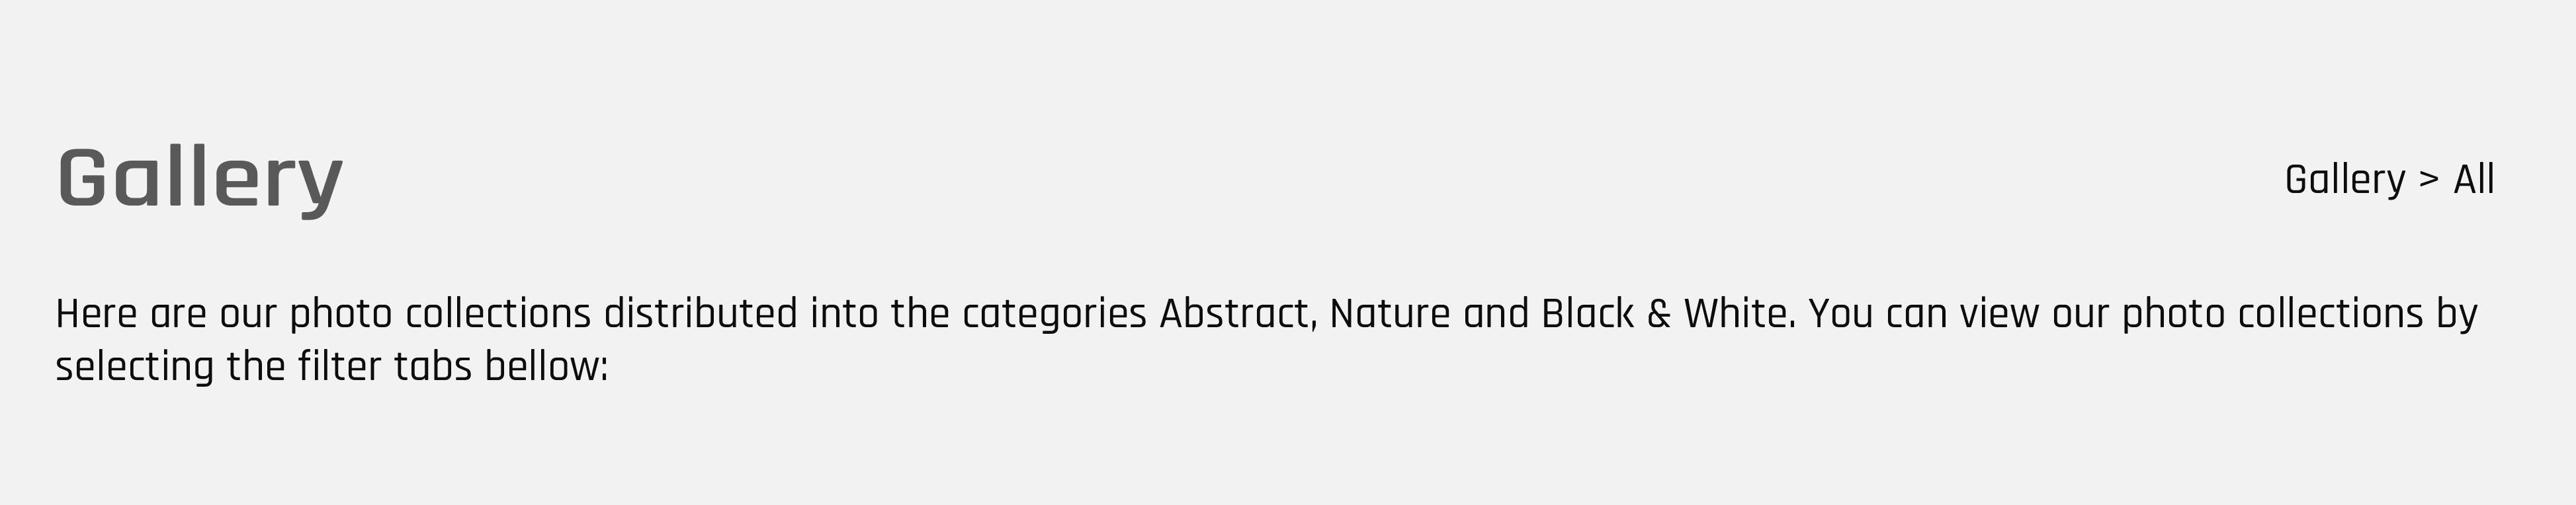 Gallery
Gallery > All
Here are our photo collections distributed into the categories Abstract, Nature and Black & White. You can view our photo collections by
selecting the filter tabs bellow: